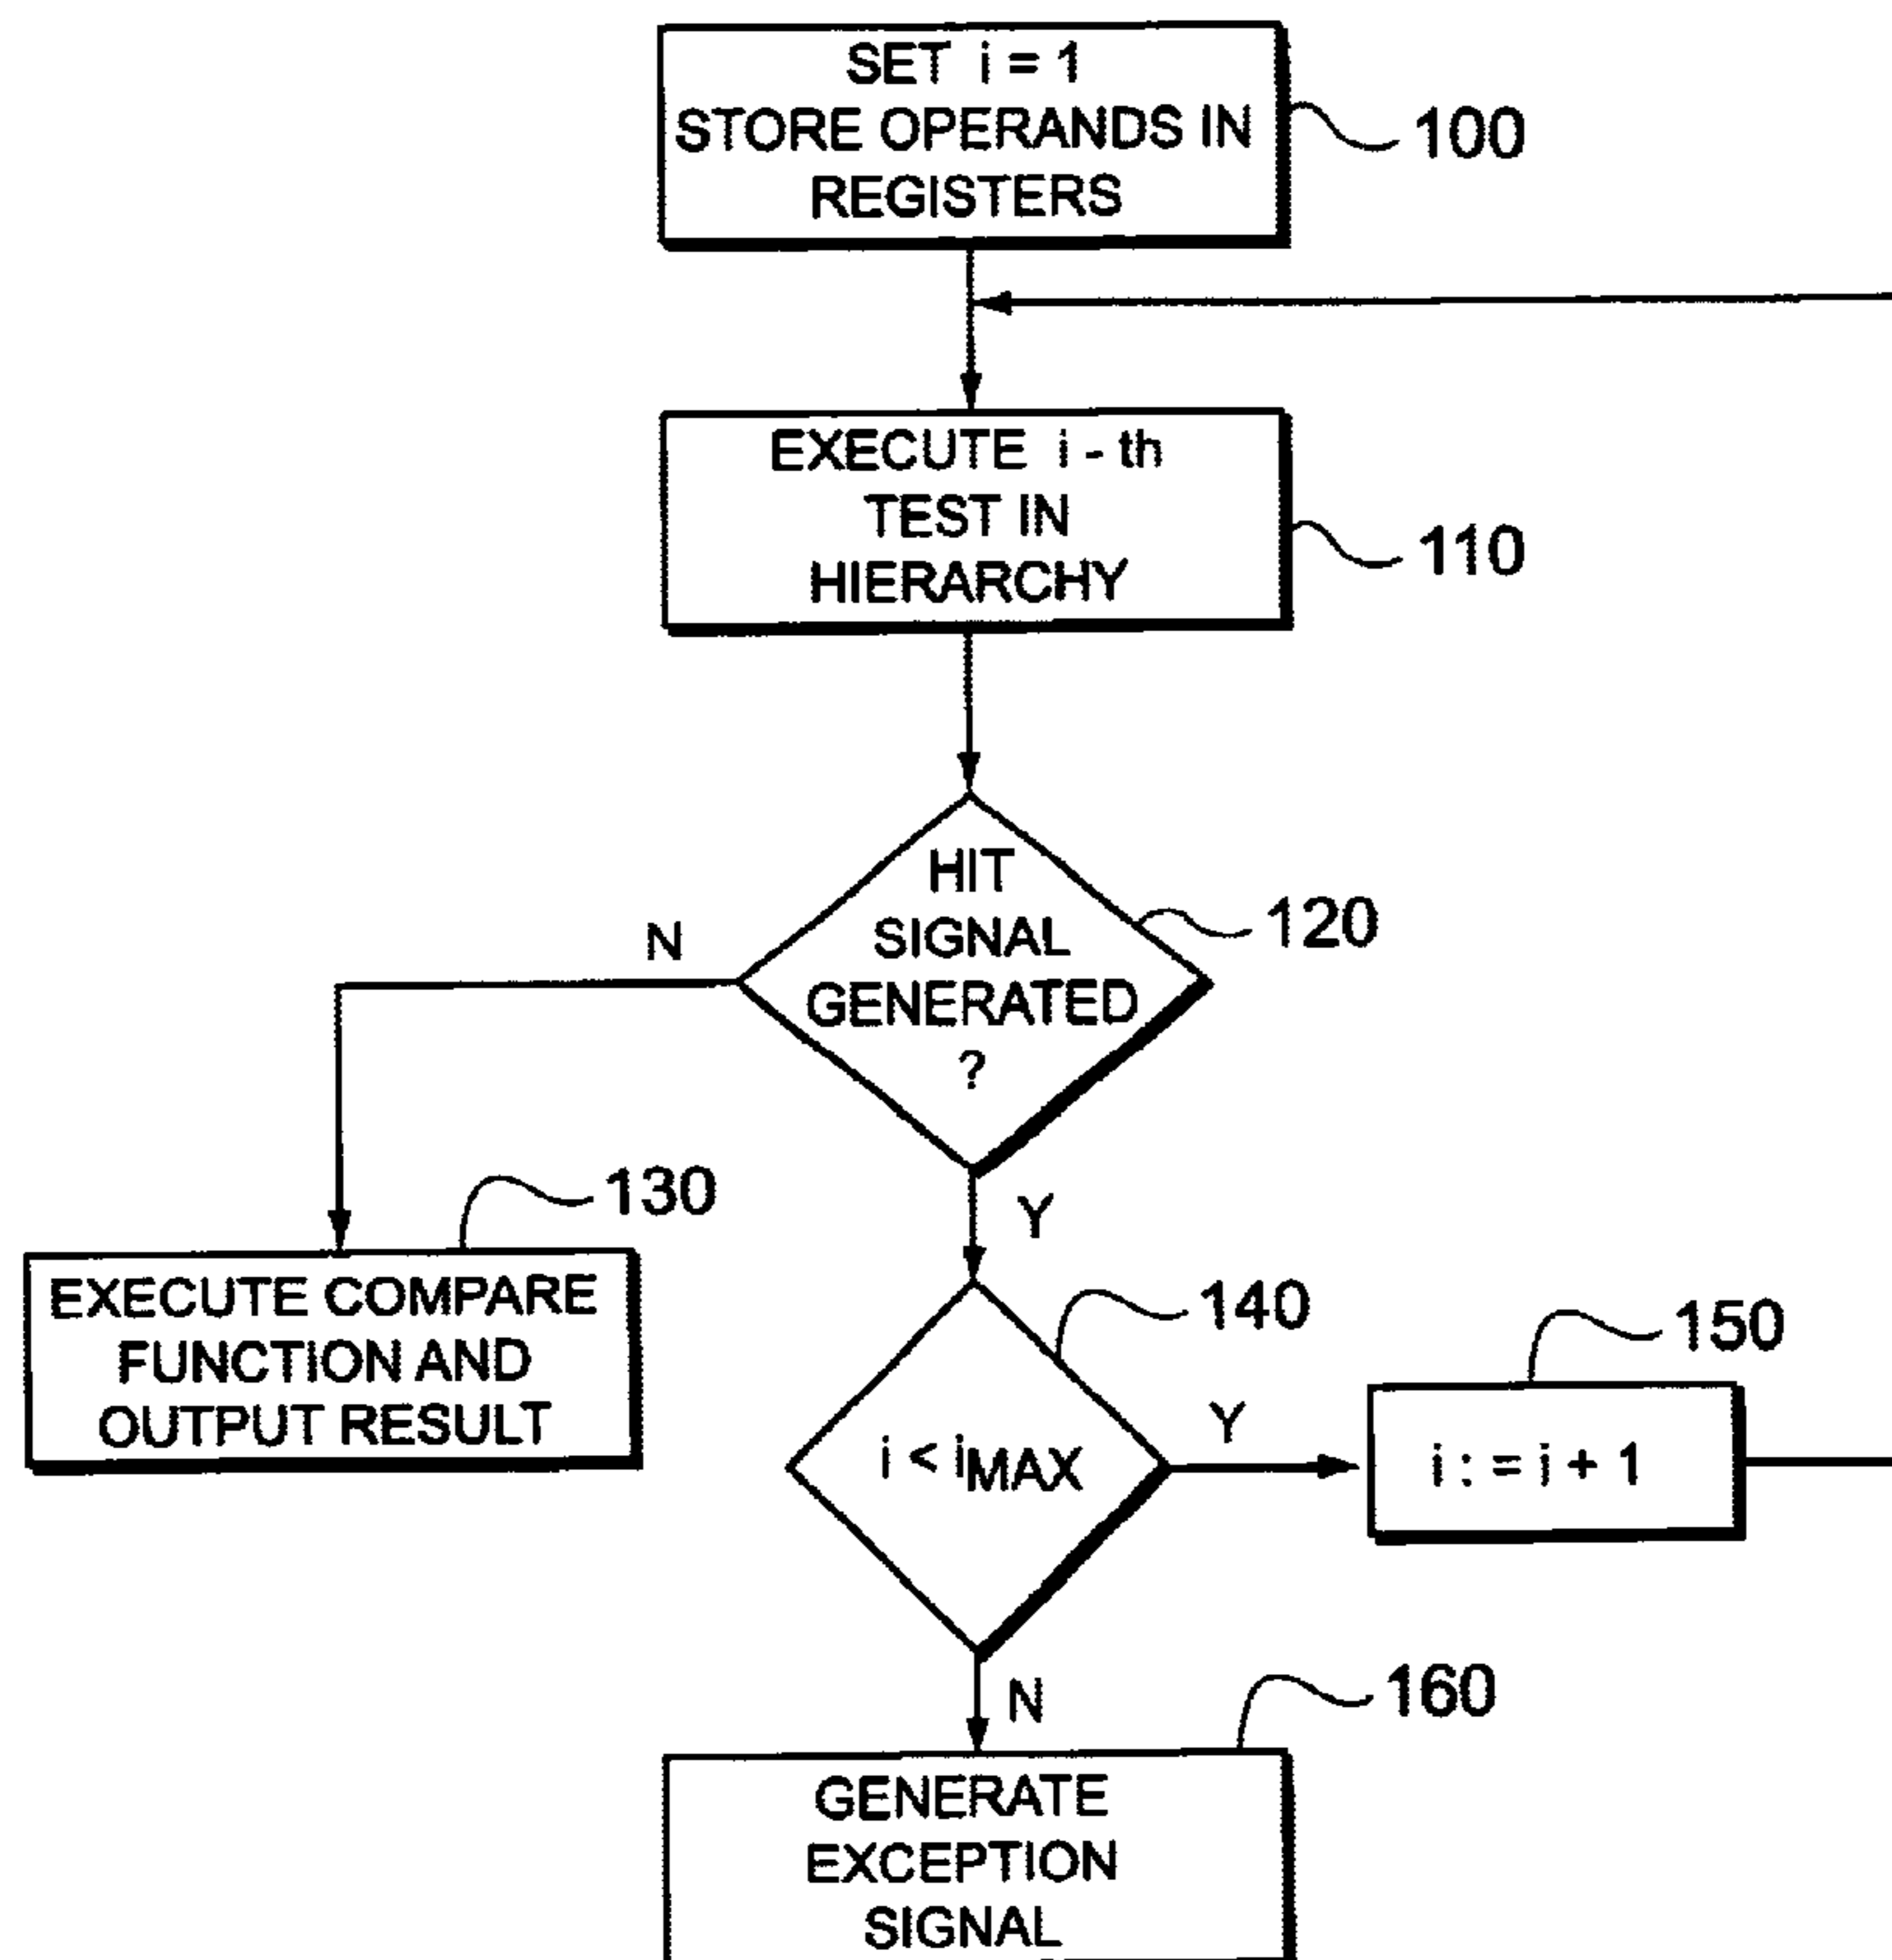 SET i = 1
STORE OPERANDS IN
REGISTERS
100
EXECUTE i - th
TEST IN
HIERARCHY
110
HIT
SIGNAL
GENERATED
?
120
N
Y
130
EXECUTE COMPARE
FUNCTION AND
OUTPUT RESULT
140
i < iMAX
Y
150
i : = i + 1
N
160
GENERATE
EXCEPTION
SIGNAL